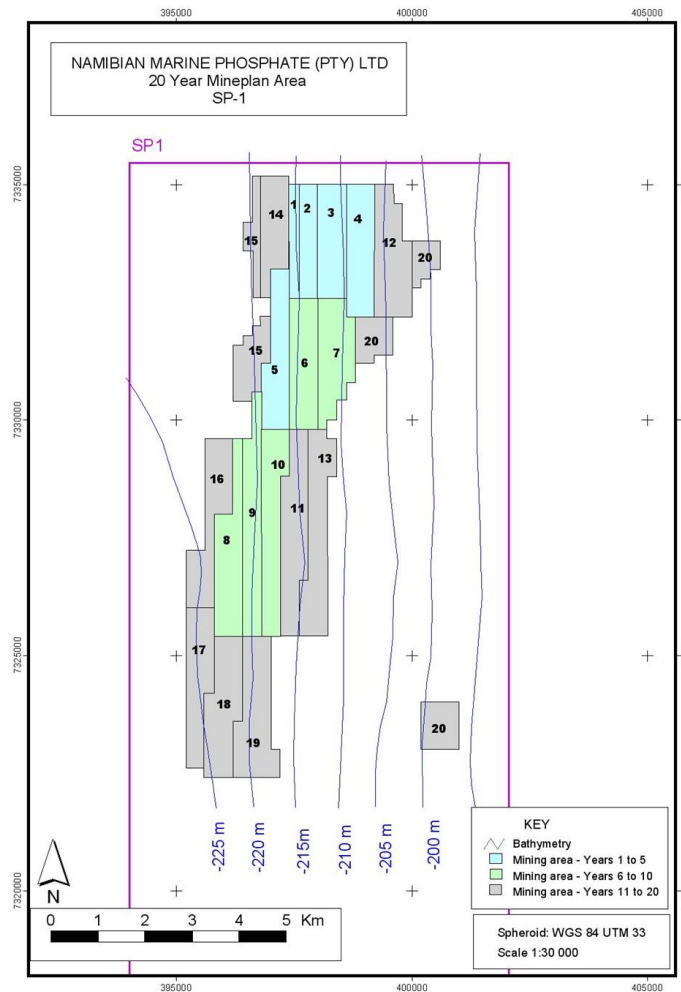 395000
400000
405000
NAMIBIAN MARINE PHOSPHATE (PTY) LTD
20 Year Mineplan Area
SP-1
SP1
7335000
7335000
14
1
2
3
4
15
12
20
15
5
6
7
20
7330000
7330000
16
10
13
9
11
8
7325000
7325000
17
18
19
20
-225 m
-220 m
-215m
-210 m
-205 m
-200 m
KEY
Bathymetry
Mining area - Years 1 to 5
Mining area - Years 6 to 10
Mining area - Years 11 to 20
N
7320000
7320000
0 1 2 3 4 5 Km
Spheroid: WGS 84 UTM 33
Scale 1:30 000
395000
400000
405000